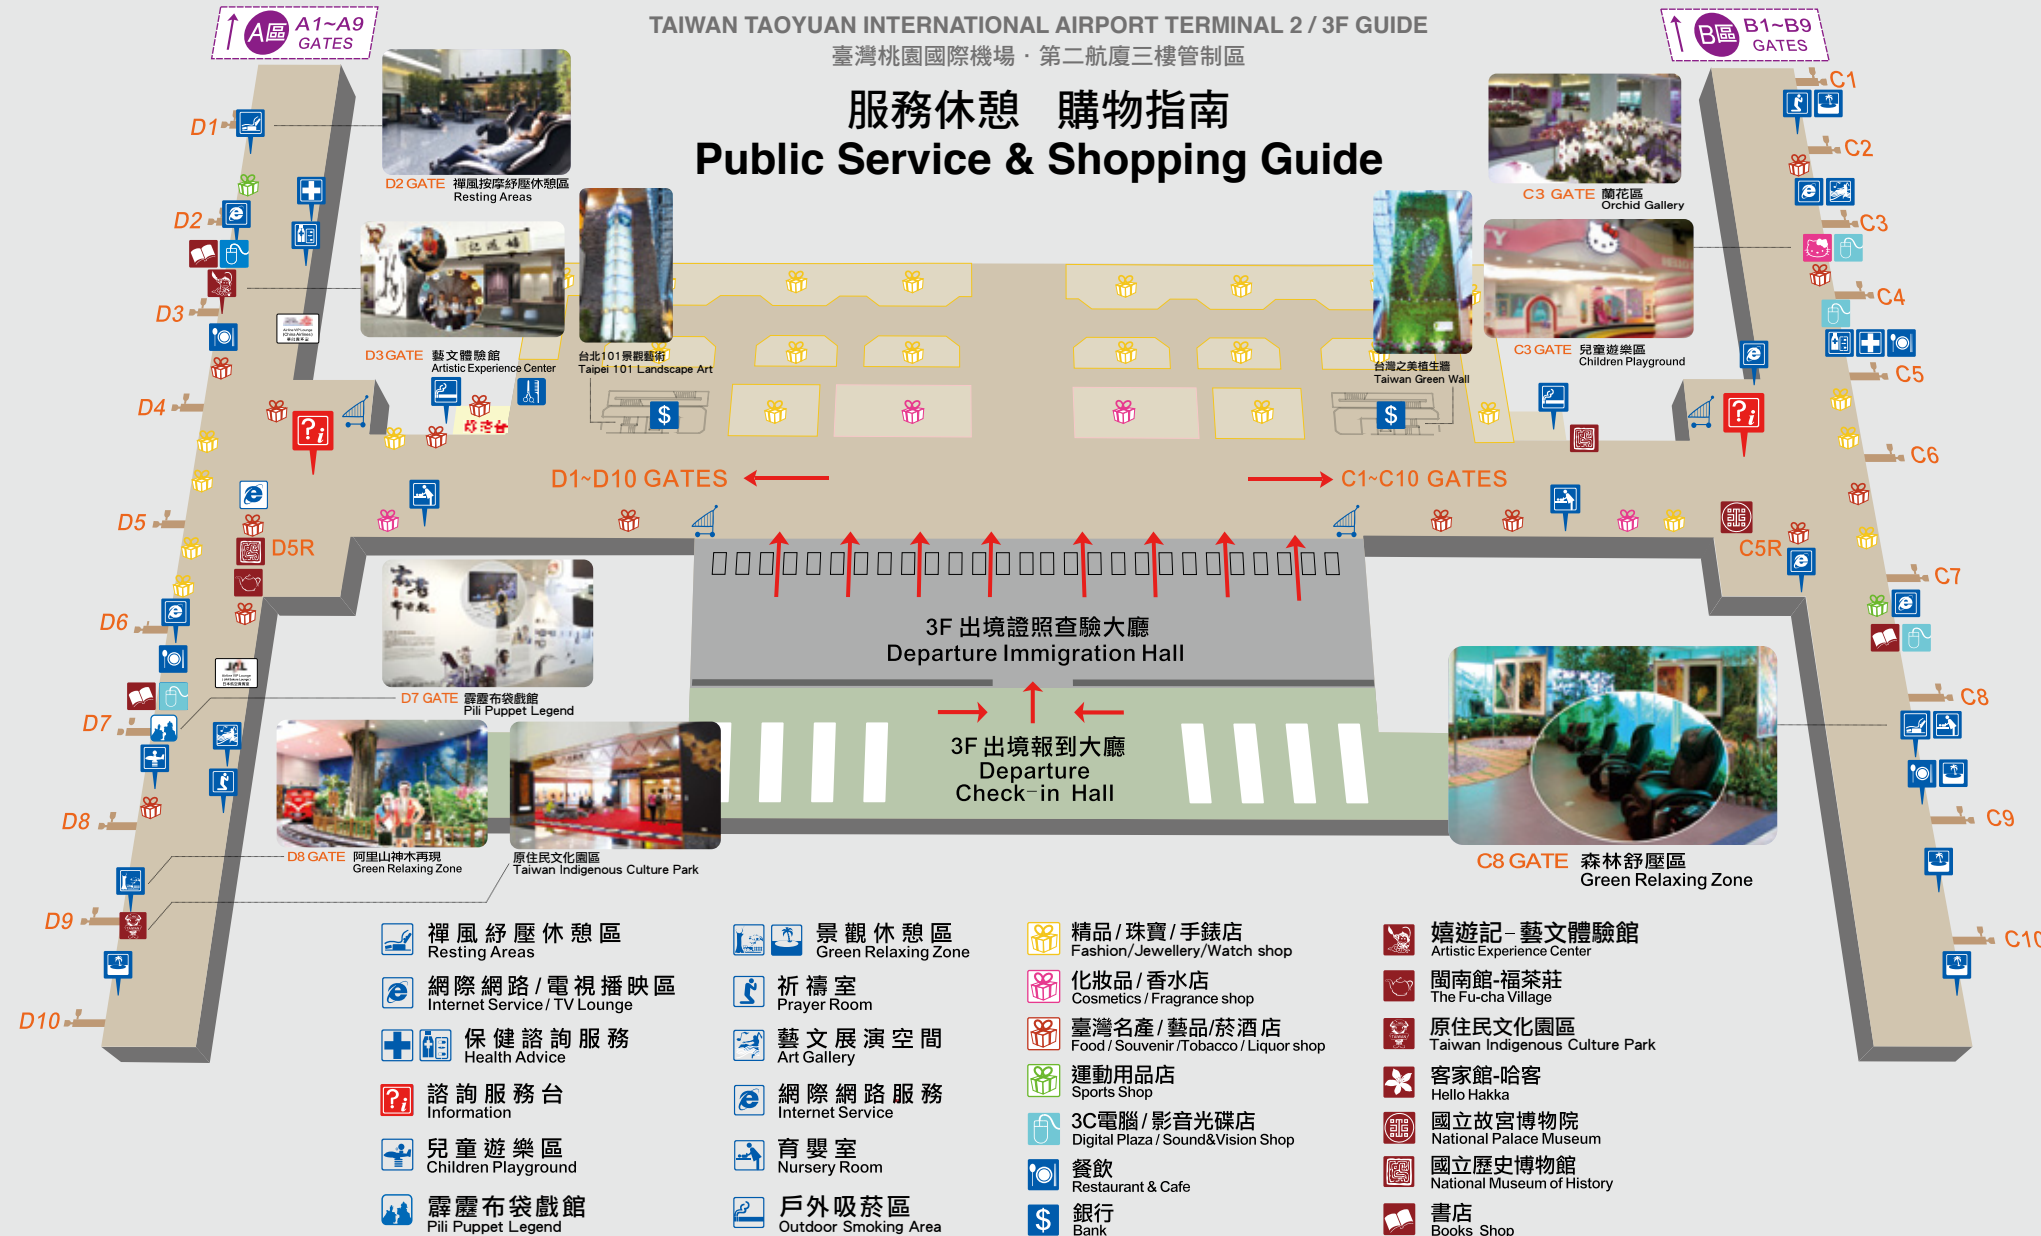 A區 A1~A9
GATES
TAIWAN TAOYUAN INTERNATIONAL AIRPORT TERMINAL 2 / 3F GUIDE
臺灣桃園國際機場・第二航廈三樓管制區
服務休憩 購物指南
Public Service & Shopping Guide
B區 B1~B9
GATES
D1
D2
D3
D4
D5
D5R
D6
D7
D8
D9
D10
C1
C2
C3
C4
C5
C6
C5R
C7
C8
C9
C10
D2 GATE 禪風按摩紓壓休憩區
Resting Areas
D3 GATE 藝文體驗館
Artistic Experience Center
台北101景觀藝術
Taipei 101 Landscape Art
台灣之美植生牆
Taiwan Green Wall
C3 GATE 蘭花區
Orchid Gallery
C3 GATE 兒童遊樂區
Children Playground
D1~D10 GATES
C1~C10 GATES
3F 出境證照查驗大廳
Departure Immigration Hall
3F 出境報到大廳
Departure
Check-in Hall
D7 GATE 霹靂布袋戲館
Pili Puppet Legend
D8 GATE 阿里山神木再現
Green Relaxing Zone
原住民文化園區
Taiwan Indigenous Culture Park
C8 GATE 森林舒壓區
Green Relaxing Zone
禪風紓壓休憩區
Resting Areas
網際網路/電視播映區
Internet Service / TV Lounge
保健諮詢服務
Health Advice
諮詢服務台
Information
兒童遊樂區
Children Playground
霹靂布袋戲館
Pili Puppet Legend
景觀休憩區
Green Relaxing Zone
祈禱室
Prayer Room
藝文展演空間
Art Gallery
網際網路服務
Internet Service
育嬰室
Nursery Room
戶外吸菸區
Outdoor Smoking Area
精品/珠寶/手錶店
Fashion/Jewellery/Watch shop
化妝品/香水店
Cosmetics / Fragrance shop
臺灣名產/藝品/菸酒店
Food / Souvenir /Tobacco / Liquor shop
運動用品店
Sports Shop
3C電腦/影音光碟店
Digital Plaza / Sound&Vision Shop
餐飲
Restaurant & Cafe
銀行
Bank
嬉遊記-藝文體驗館
Artistic Experience Center
閩南館-福茶莊
The Fu-cha Village
原住民文化園區
Taiwan Indigenous Culture Park
客家館-哈客
Hello Hakka
國立故宮博物院
National Palace Museum
國立歷史博物館
National Museum of History
書店
Books Shop